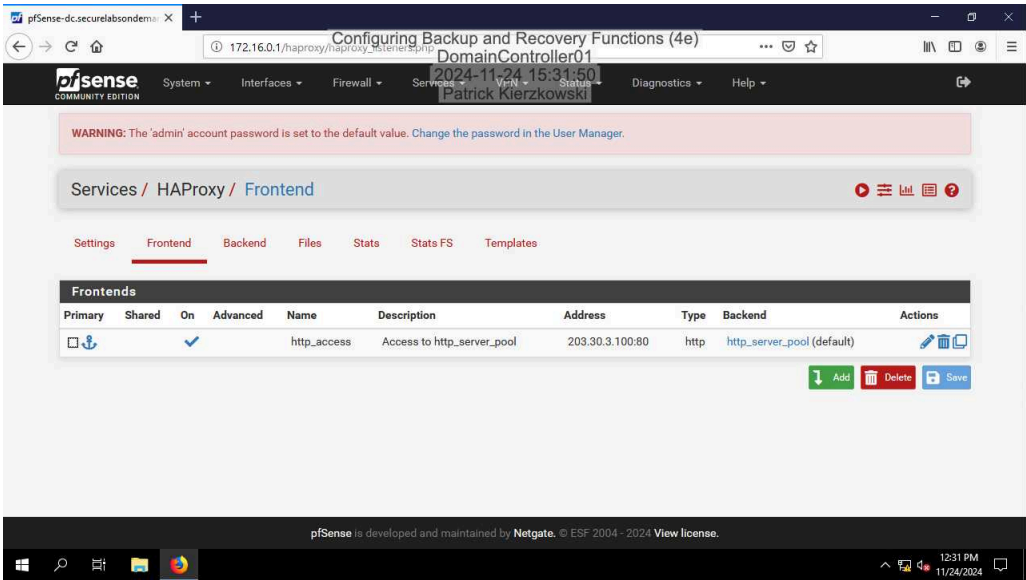 pfSense-dc.securelabsondema
172.16.0.1/haproxy/haproxy_listeners.php
Configuring Backup and Recovery Functions (4e)
DomainController01
2024-11-24 15:31:50
Patrick Kierzkowski
pfsense
COMMUNITY EDITION
System Interfaces Firewall Services VPN Status Diagnostics Help
WARNING: The 'admin' account password is set to the default value. Change the password in the User Manager.
Services / HAProxy / Frontend
Settings Frontend Backend Files Stats Stats FS Templates
Frontends
Primary Shared On Advanced Name Description Address Type Backend Actions
http_access Access to http_server_pool 203.30.3.100:80 http http_server_pool (default)
Add Delete Save
pfSense is developed and maintained by Netgate. © ESF 2004 - 2024 View license.
12:31 PM
11/24/2024